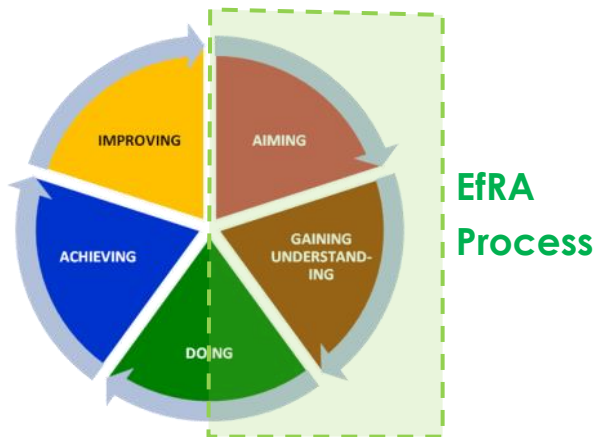 IMPROVING
AIMING
EfRA
Process
GAINING
UNDERSTAND-
ING
ACHIEVING
DOING